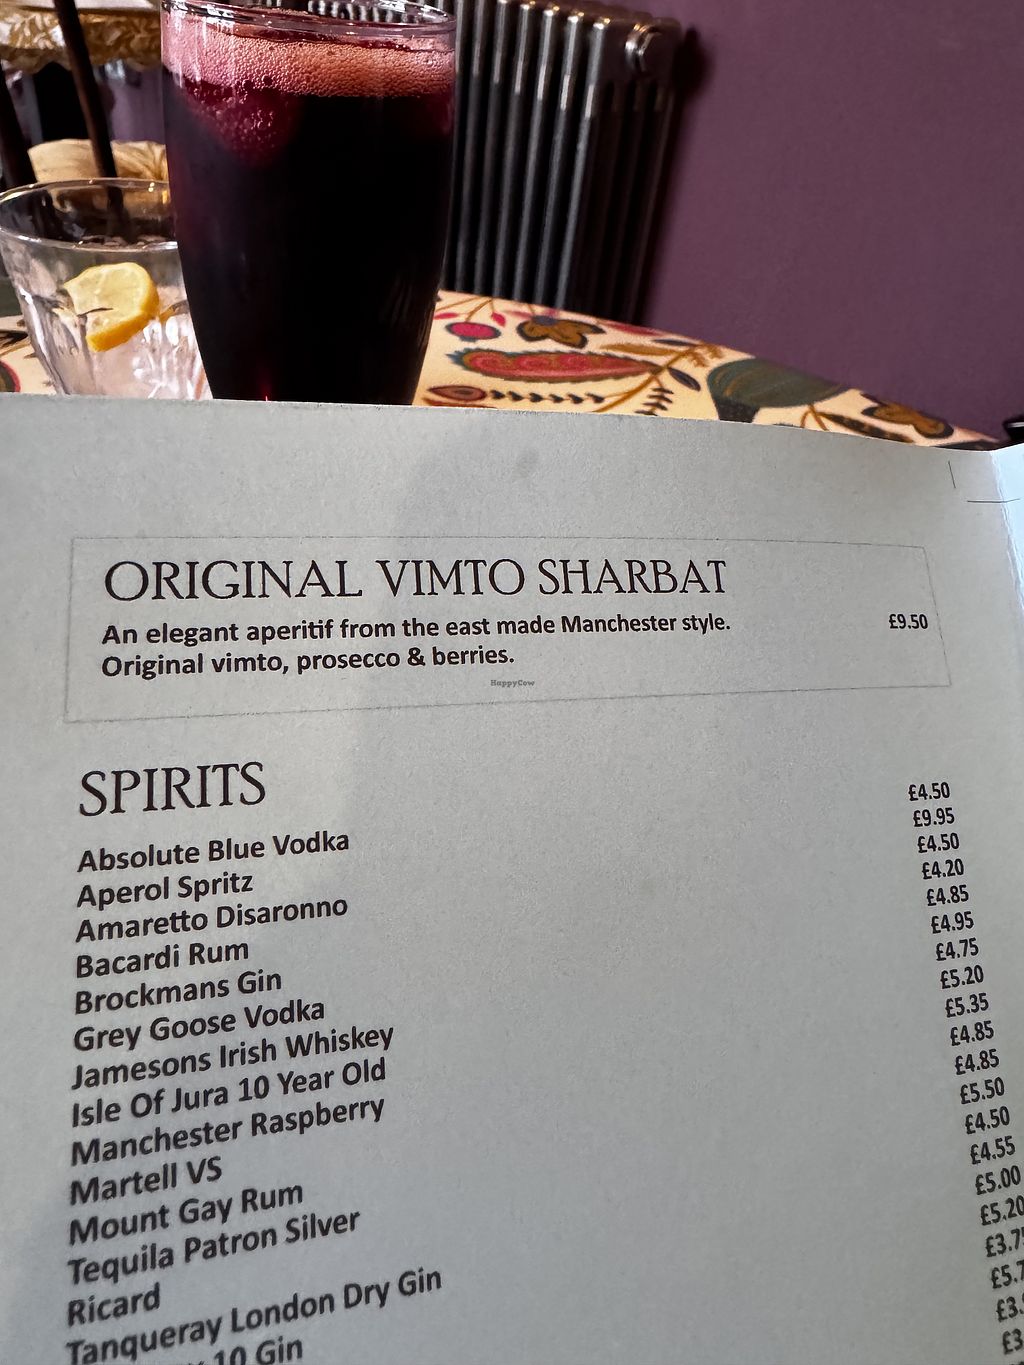 ORIGINAL VIMTO SHARBAT
An elegant aperitif from the east made Manchester style. £9.50
Original vimto, prosecco & berries.
HappyCow
SPIRITS
Absolute Blue Vodka £4.50
Aperol Spritz £9.95
Amaretto Disaronno £4.50
Bacardi Rum £4.20
Brockmans Gin £4.85
Grey Goose Vodka £4.95
Jamesons Irish Whiskey £4.75
Isle Of Jura 10 Year Old £5.20
Manchester Raspberry £5.35
Martell VS £4.85
Mount Gay Rum £4.85
Tequila Patron Silver £5.50
Ricard £4.50
Tanqueray London Dry Gin £4.55
10 Gin £5.00
£5.20